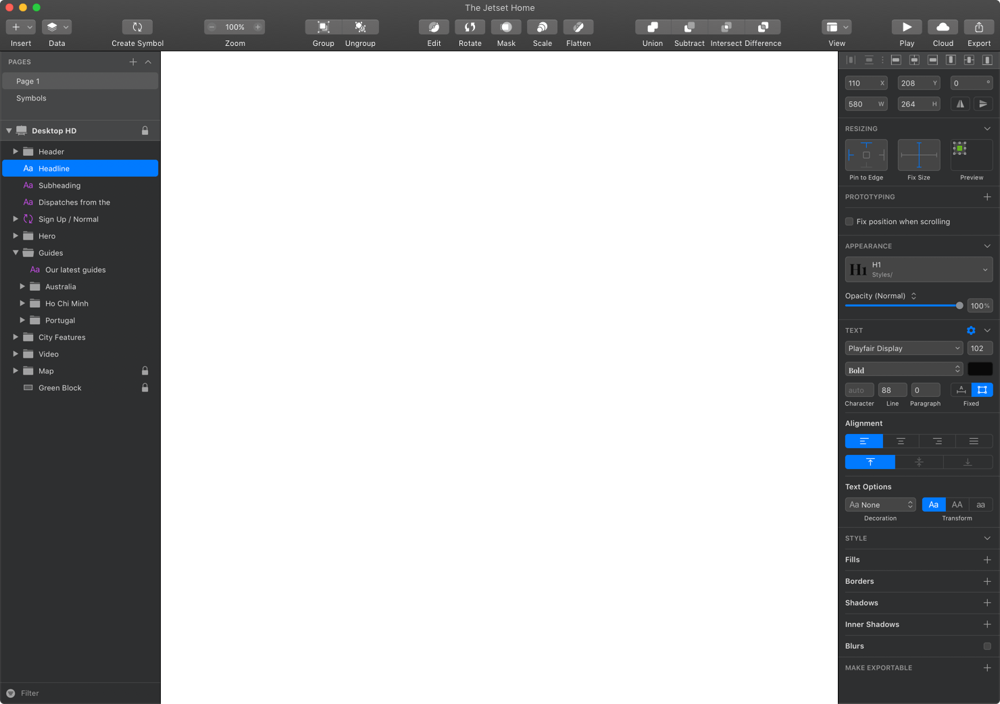 The Jetset Home
100%
Insert Data Create Symbol Zoom Group Ungroup Edit Rotate Mask Scale Flatten Union Subtract Intersect Difference View Play Cloud Export
PAGES
Page 1
Symbols
Desktop HD
Header
Aa Headline
Aa Subheading
Aa Dispatches from the
Sign Up / Normal
Hero
Guides
Aa Our latest guides
Australia
Ho Chi Minh
Portugal
City Features
Video
Map
Green Block
Filter
110 X 208 Y 0 °
580 W 264 H
RESIZING
Pin to Edge Fix Size Preview
PROTOTYPING
Fix position when scrolling
APPEARANCE
H1 H1
Styles/
Opacity (Normal)
100%
TEXT
Playfair Display 102
Bold
auto 88 0 A
Character Line Paragraph Fixed
Alignment
Text Options
Aa None Aa AA aa
Decoration Transform
STYLE
Fills
Borders
Shadows
Inner Shadows
Blurs
MAKE EXPORTABLE